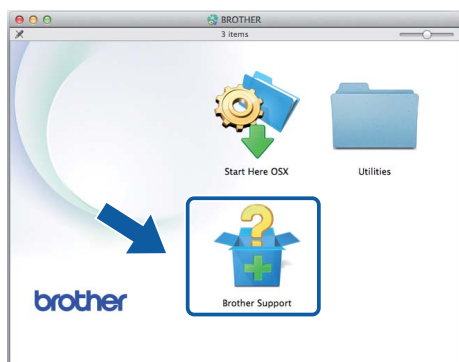 BROTHER
3 items
Start Here OSX
Utilities
Brother Support
brother